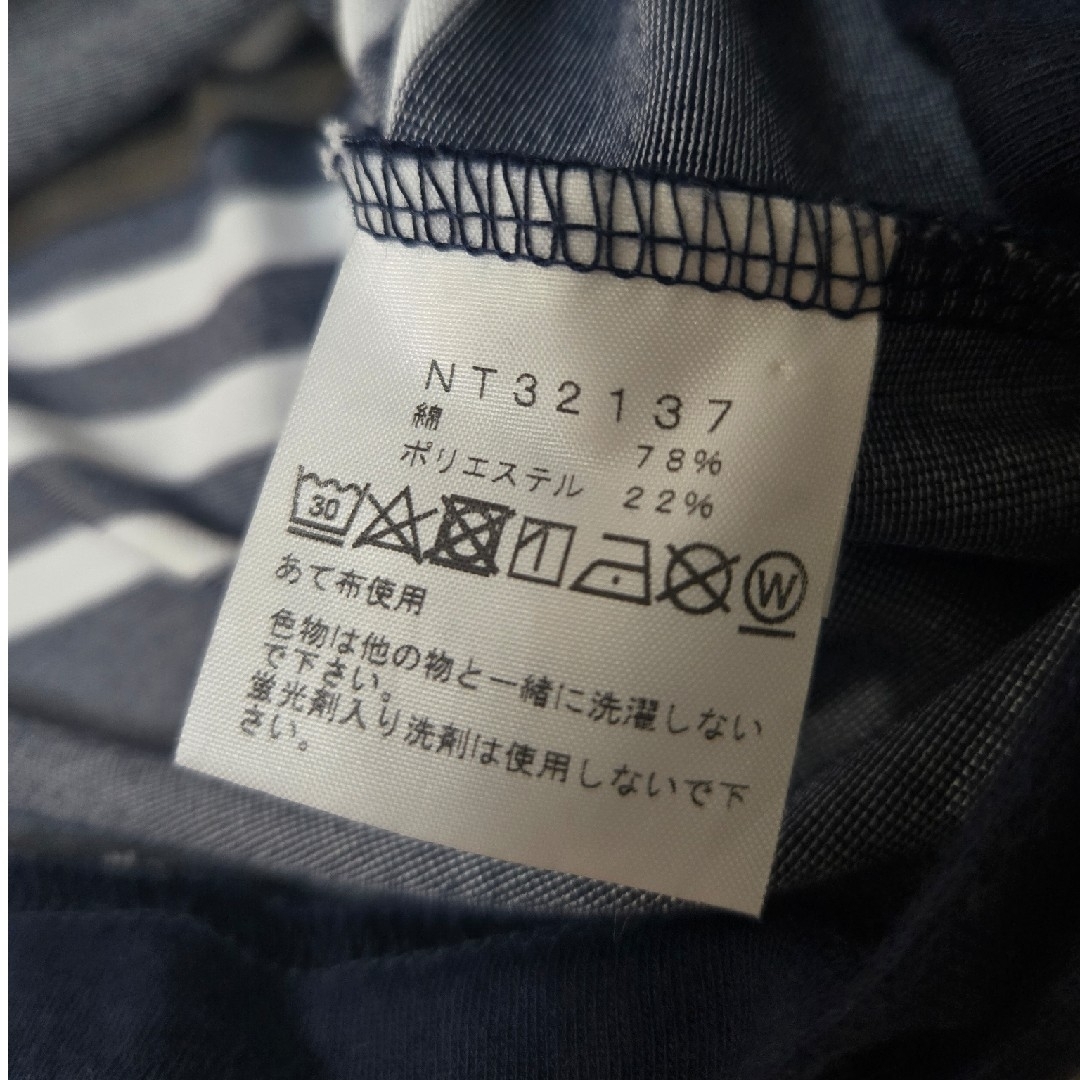 NT32137
綿 78%
ポリエステル 22%
30 W
あて布使用
色物は他の物と一緒に洗濯しない
で下さい。
蛍光剤入り洗剤は使用しないで下
さい。